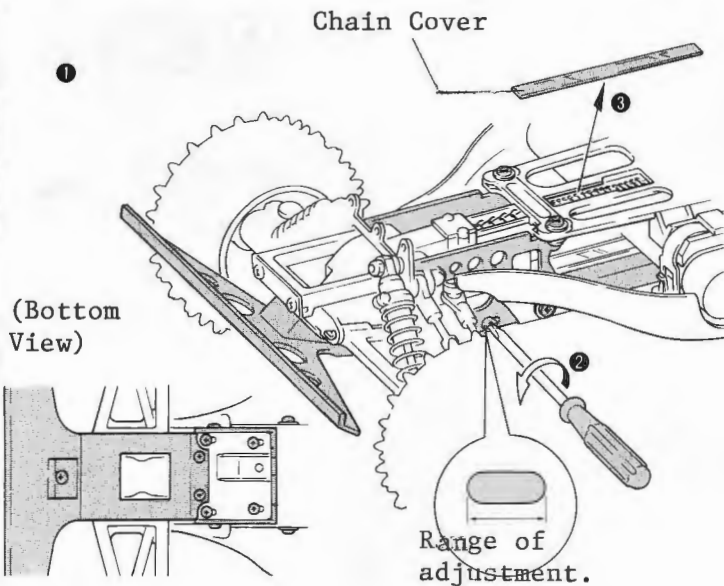 Chain Cover
❶
❸
(Bottom
View)
❷
Range of
adjustment.